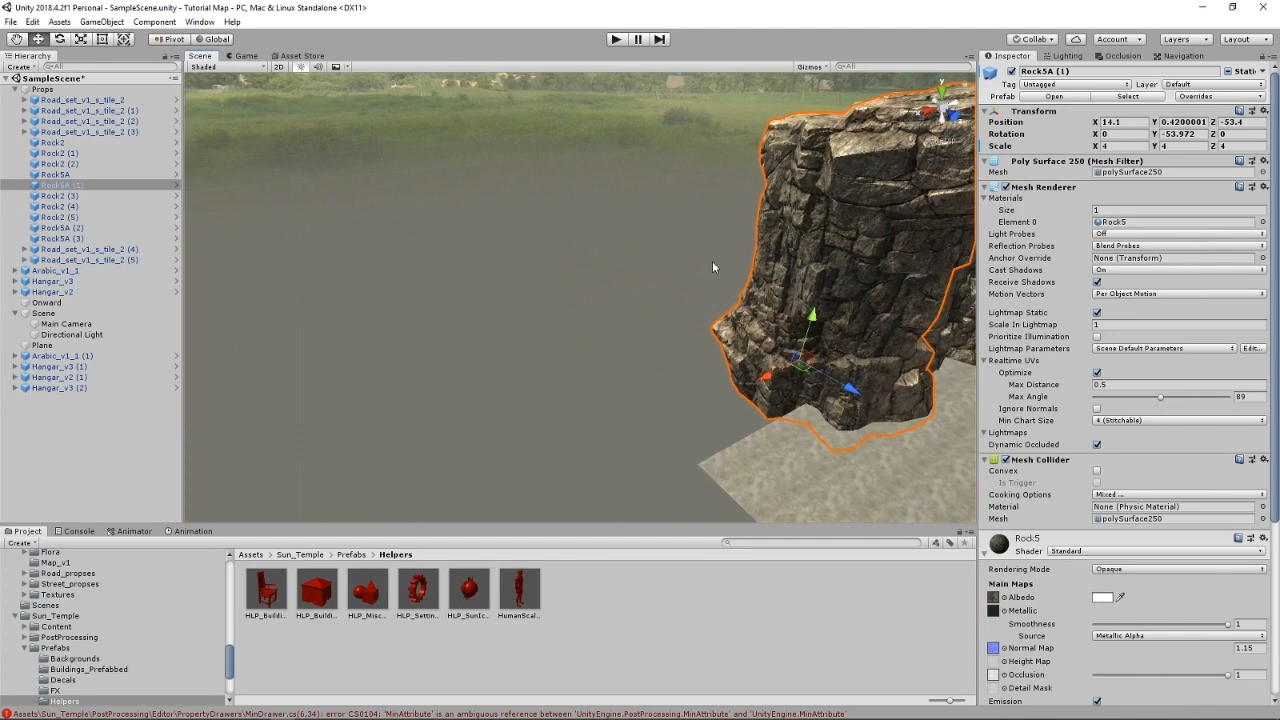 Unity 2018.4.2f1 Personal - SampleScene.unity - Tutorial Map - PC, Mac & Linux Standalone <DX11>
File Edit Assets GameObject Component Window Help
Pivot Global Collab Account Layers Layout
Hierarchy Scene Game Asset Store Inspector Lighting Occlusion Navigation
Create All Shaded 2D Gizmos All
SampleScene*
Props
Road_set_v1_s_tile_2
Road_set_v1_s_tile_2 (1)
Road_set_v1_s_tile_2 (2)
Road_set_v1_s_tile_2 (3)
Rock2
Rock2 (1)
Rock2 (2)
Rock5A
Rock5A (1)
Rock2 (3)
Rock2 (4)
Rock2 (5)
Rock5A (2)
Rock5A (3)
Road_set_v1_s_tile_2 (4)
Road_set_v1_s_tile_2 (5)
Arabic_v1_1
Hangar_v3
Hangar_v2
Onward
Scene
Main Camera
Directional Light
Plane
Arabic_v1_1 (1)
Hangar_v3 (1)
Hangar_v2 (1)
Hangar_v3 (2)
y
Rock5A (1) Stati
Tag Untagged Layer Default
Prefab Open Select Overrides
Transform
Position X 14.1 Y 0.4200001 Z -53.4
Rotation X 0 Y -53.972 Z 0
Scale X 4 Y 4 Z 4
Poly Surface 250 (Mesh Filter)
Mesh polySurface250
Mesh Renderer
Materials
Size 1
Element 0 Rock5
Light Probes Off
Reflection Probes Blend Probes
Anchor Override None (Transform)
Cast Shadows On
Receive Shadows
Motion Vectors Per Object Motion
Lightmap Static
Scale In Lightmap 1
Prioritize Illumination
Lightmap Parameters Scene Default Parameters Edit...
Realtime UVs
Optimize
Max Distance 0.5
Max Angle 89
Ignore Normals
Min Chart Size 4 (Stitchable)
Lightmaps
Dynamic Occluded
Mesh Collider
Convex
Is Trigger
Cooking Options Mixed ...
Material None (Physic Material)
Mesh polySurface250
Rock5
Shader Standard
Rendering Mode Opaque
Main Maps
Albedo
Metallic
Smoothness 1
Source Metallic Alpha
Normal Map 1.15
Height Map
Occlusion 1
Detail Mask
Emission
Project Console Animator Animation
Create
Flora
Map_v1
Road_propses
Street_propses
Textures
Scenes
Sun_Temple
Content
PostProcessing
Prefabs
Backgrounds
Buildings_Prefabbed
Decals
FX
Helpers
Assets Sun_Temple Prefabs Helpers
HLP_Buildi... HLP_Buildi... HLP_Misc... HLP_Settin... HLP_SunIc... HumanScal...
Assets/Sun_Temple/PostProcessing/Editor/PropertyDrawers/MinDrawer.cs(6,34): error CS0104: 'MinAttribute' is an ambiguous reference between 'UnityEngine.PostProcessing.MinAttribute' and 'UnityEngine.MinAttribute'